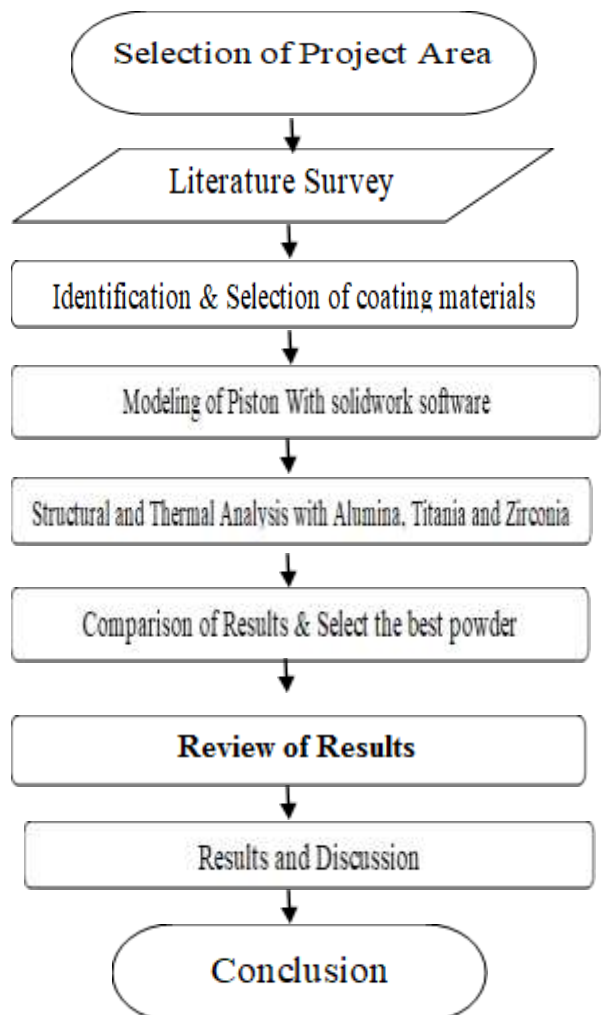 Selection of Project Area
Literature Survey
Identification & Selection of coating materials
Modeling of Piston With solidwork software
Structural and Thermal Analysis with Alumina, Titania and Zirconia
Comparison of Results & Select the best powder
Review of Results
Results and Discussion
Conclusion